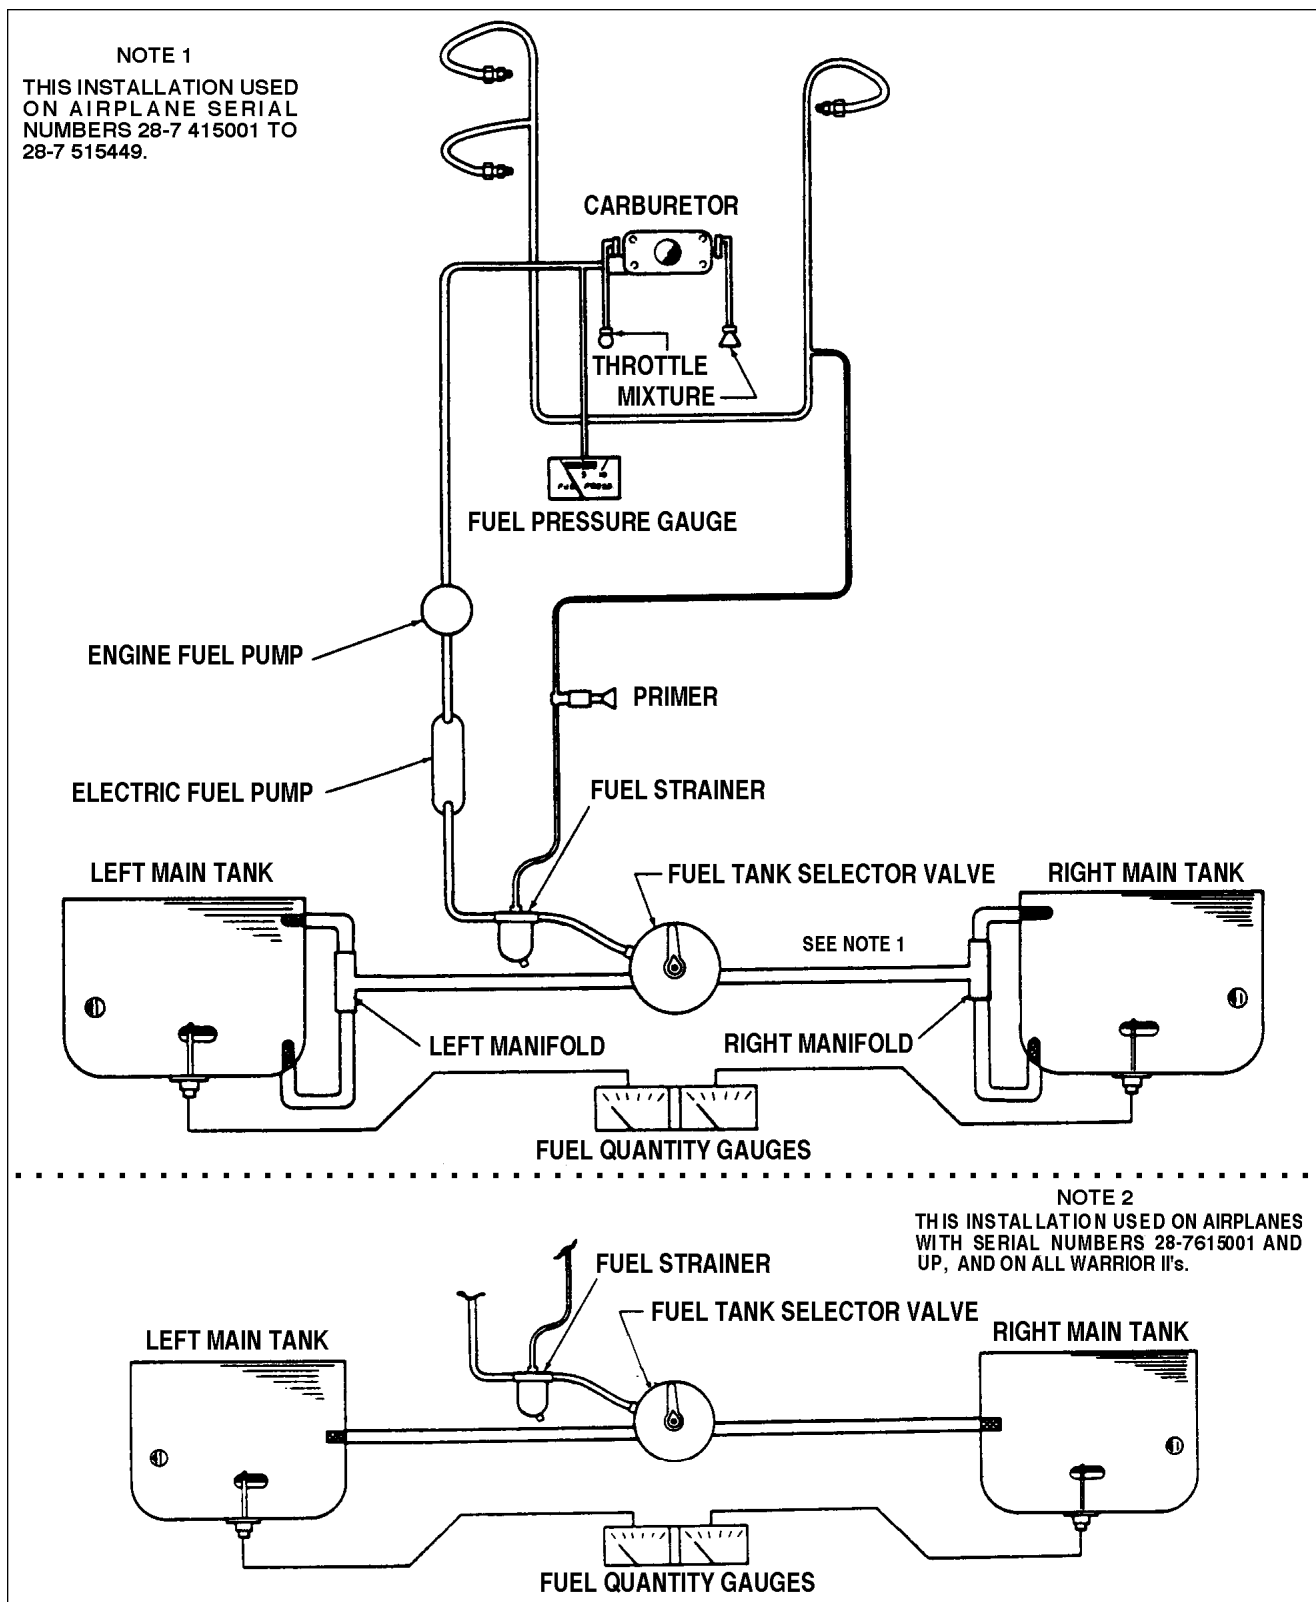 NOTE 1
THIS INSTALLATION USED
ON AIRPLANE SERIAL
NUMBERS 28-7 415001 TO
28-7 515449.
CARBURETOR
THROTTLE
MIXTURE
5 10
FUEL PRESS
FUEL PRESSURE GAUGE
ENGINE FUEL PUMP
PRIMER
ELECTRIC FUEL PUMP
FUEL STRAINER
LEFT MAIN TANK
FUEL TANK SELECTOR VALVE
RIGHT MAIN TANK
SEE NOTE 1
LEFT MANIFOLD
RIGHT MANIFOLD
FUEL QUANTITY GAUGES
NOTE 2
THIS INSTALLATION USED ON AIRPLANES
WITH SERIAL NUMBERS 28-7615001 AND
UP, AND ON ALL WARRIOR II's.
FUEL STRAINER
FUEL TANK SELECTOR VALVE
LEFT MAIN TANK
RIGHT MAIN TANK
FUEL QUANTITY GAUGES